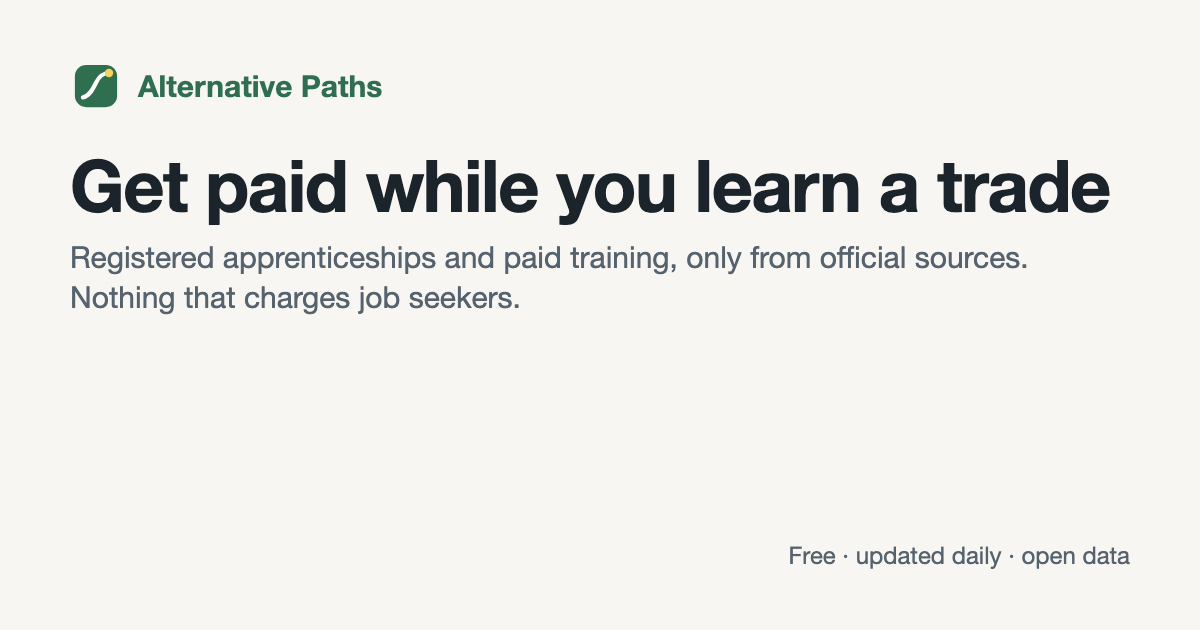 Alternative Paths
Get paid while you learn a trade
Registered apprenticeships and paid training, only from official sources.
Nothing that charges job seekers.
Free · updated daily · open data